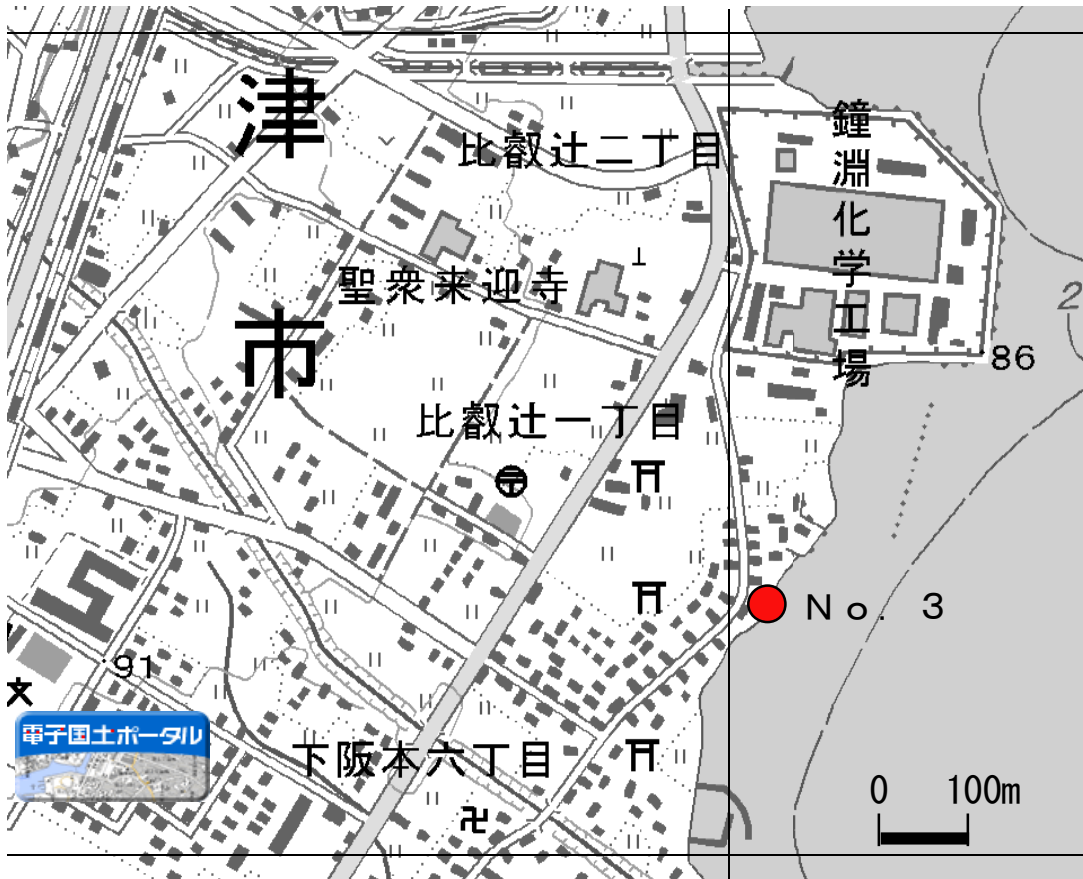 津
市
比叡辻二丁目
鐘淵化学工場
聖衆来迎寺
2
86
比叡辻一丁目
No. 3
91
電子国土ポータル
下阪本六丁目
0 100m